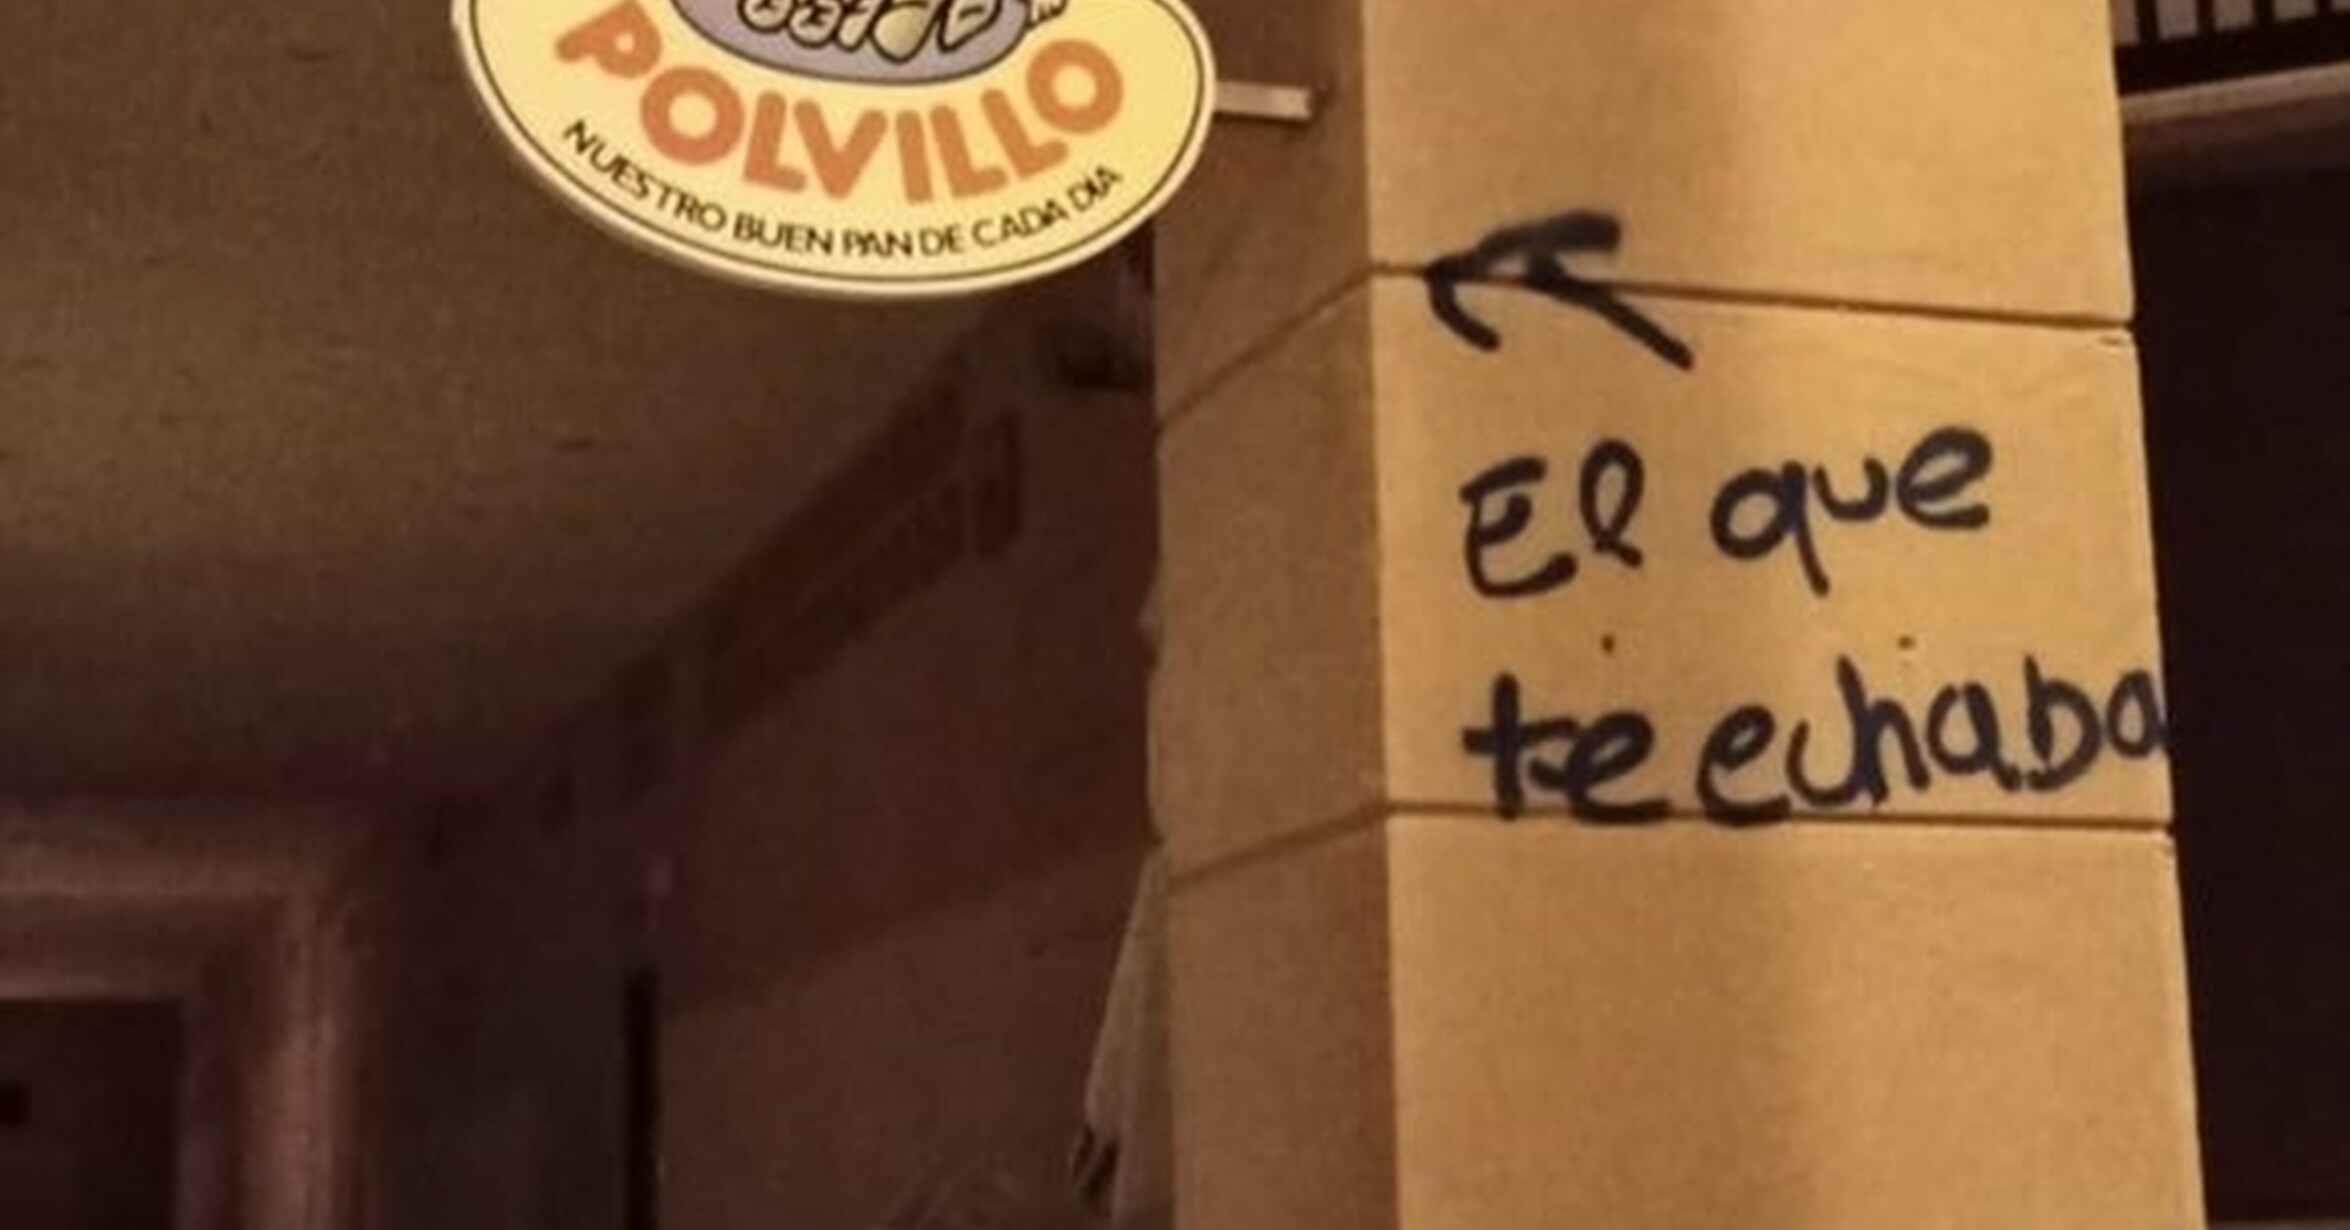 POLVILLO
NUESTRO BUEN PAN DE CADA DIA
El que
te echaba